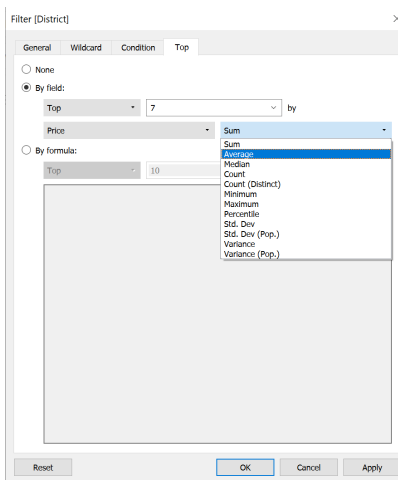 Filter [District]
General Wildcard Condition Top
None
By field:
Top 7 by
Price Sum
Sum
By formula:
Average
Median
Top 10
Count
Count (Distinct)
Minimum
Maximum
Percentile
Std. Dev
Std. Dev (Pop.)
Variance
Variance (Pop.)
Reset OK Cancel Apply